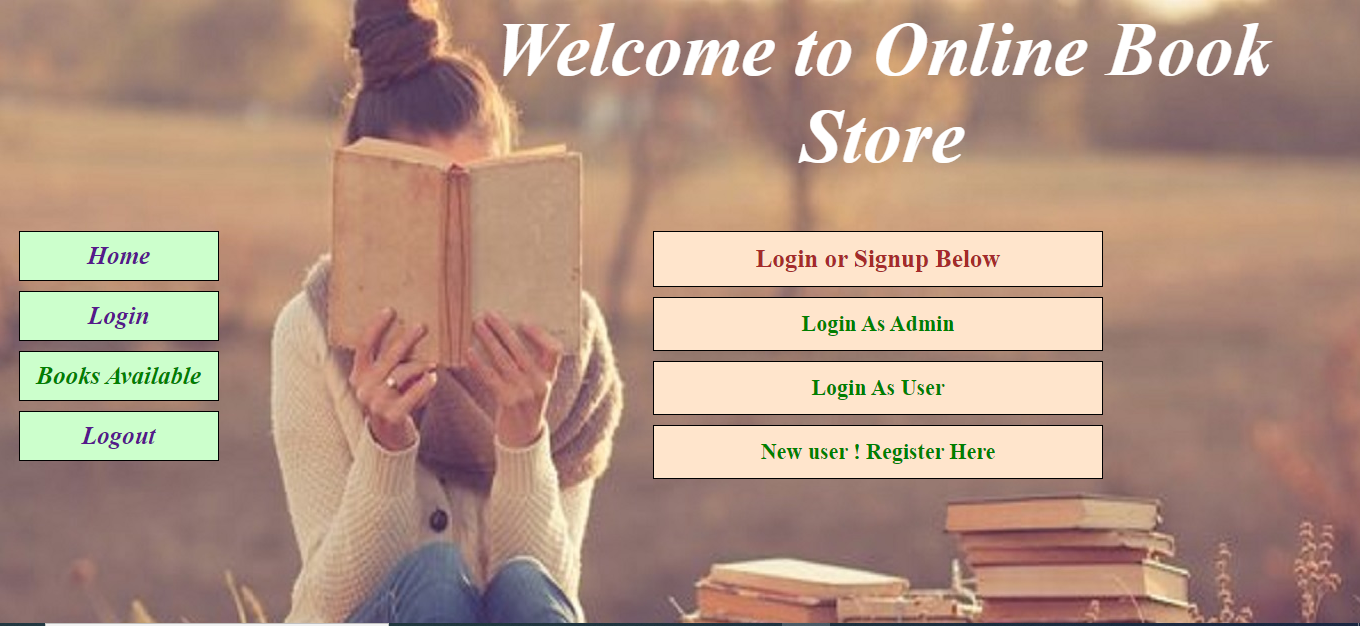 Welcome to Online Book
Store
Home
Login
Books Available
Logout
Login or Signup Below
Login As Admin
Login As User
New user ! Register Here